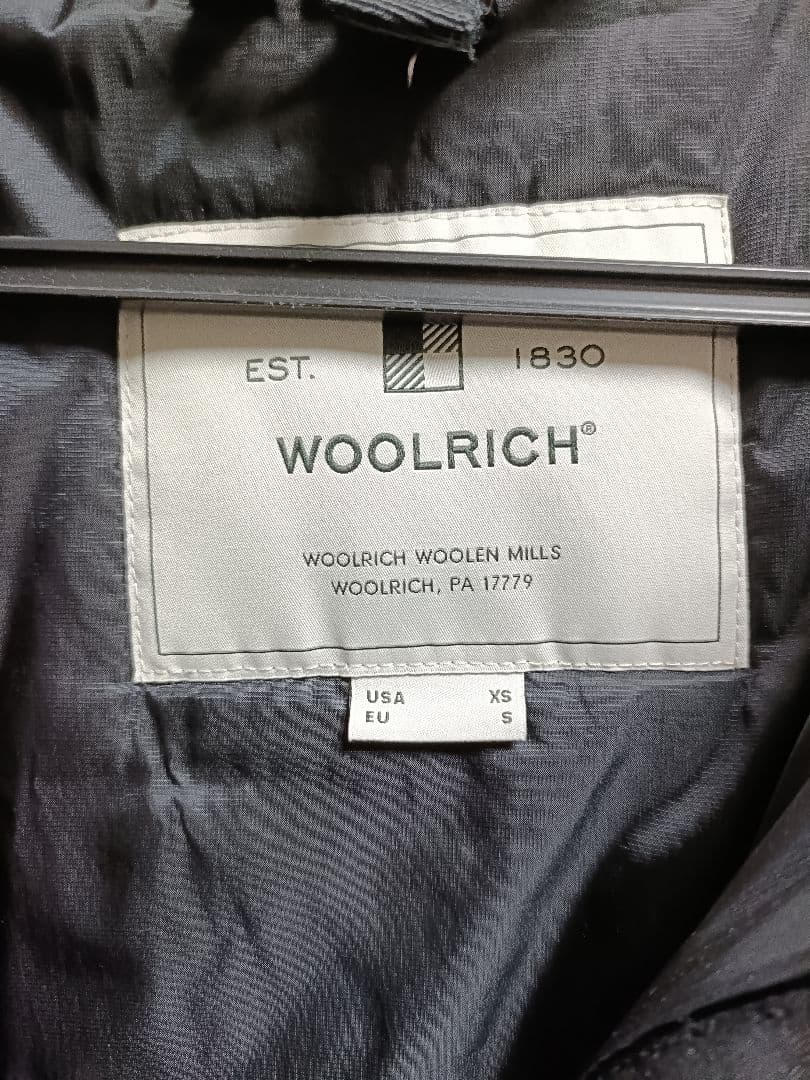 EST. 1830
WOOLRICH®
WOOLRICH WOOLEN MILLS
WOOLRICH, PA 17779
USA XS
EU S